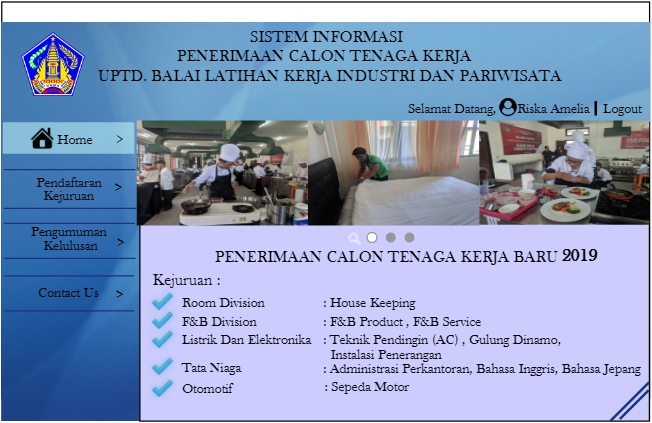 SISTEM INFORMASI
PENERIMAAN CALON TENAGA KERJA
UPTD. BALAI LATIHAN KERJA INDUSTRI DAN PARIWISATA
Selamat Datang, Riska Amelia | Logout
Home >
Pendaftaran Kejuruan >
Pengumuman Kelulusan >
Contact Us >
PENERIMAAN CALON TENAGA KERJA BARU 2019
Kejuruan :
Room Division : House Keeping
F&B Division : F&B Product , F&B Service
Listrik Dan Elektronika : Teknik Pendingin (AC) , Gulung Dinamo,
Instalasi Penerangan
Tata Niaga : Administrasi Perkantoran, Bahasa Inggris, Bahasa Jepang
Otomotif : Sepeda Motor